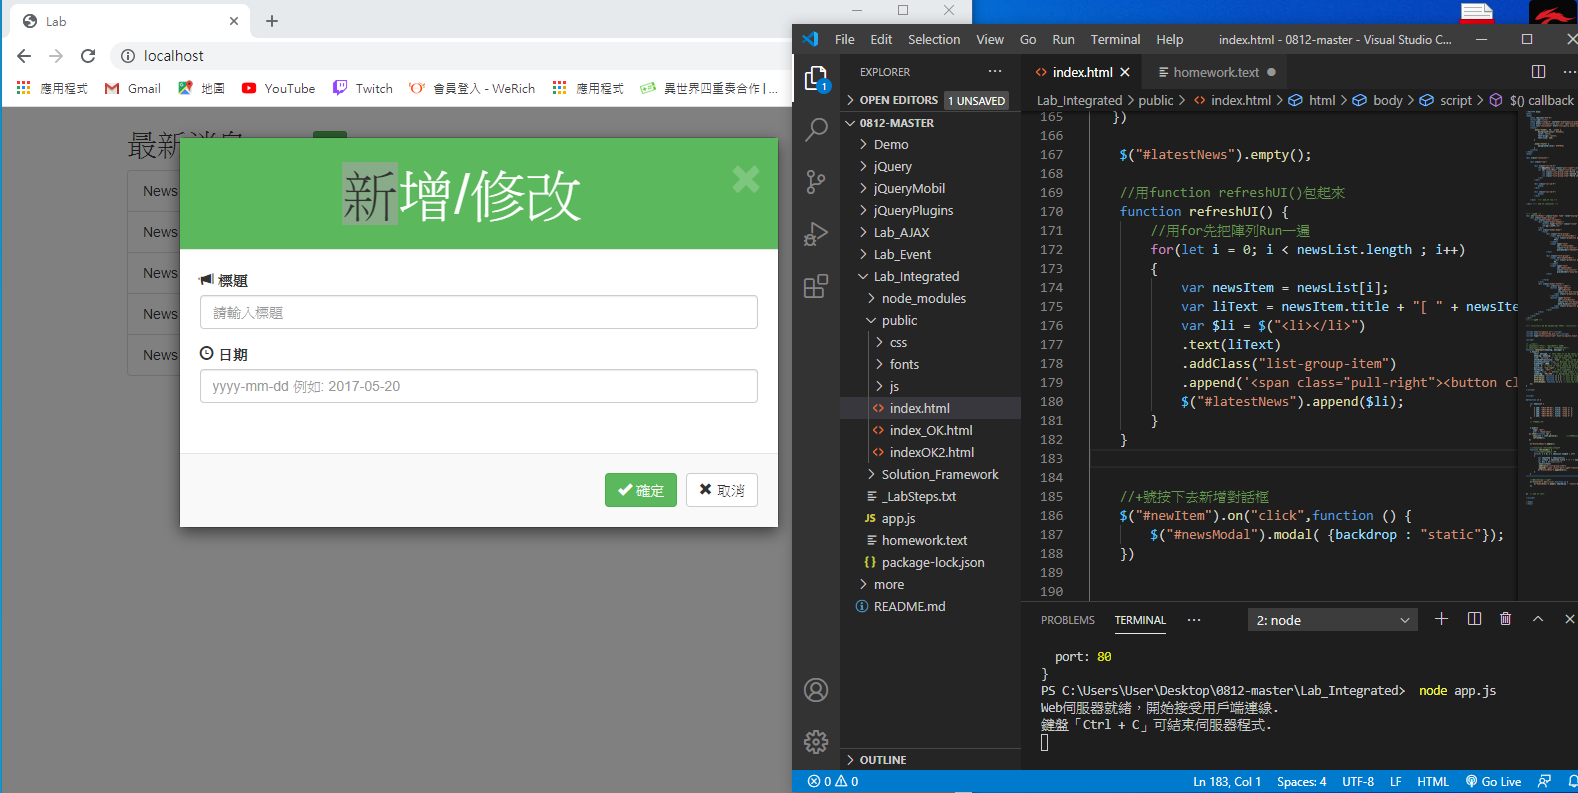 Lab
localhost
應用程式
Gmail
地圖
YouTube
Twitch
會員登入 - WeRich
應用程式
異世界四重奏合作 | ...
最新消息
News
News
News
News
News
新增/修改
標題
請輸入標題
日期
yyyy-mm-dd 例如: 2017-05-20
確定
取消
File Edit Selection View Go Run Terminal Help
index.html - 0812-master - Visual Studio C...
EXPLORER
OPEN EDITORS 1 UNSAVED
0812-MASTER
Demo
jQuery
jQueryMobil
jQueryPlugins
Lab_AJAX
Lab_Event
Lab_Integrated
node_modules
public
css
fonts
js
index.html
index_OK.html
indexOK2.html
Solution_Framework
_LabSteps.txt
JS app.js
homework.text
{} package-lock.json
more
README.md
OUTLINE
index.html
homework.text
Lab_Integrated > public > index.html > html > body > script > $() callback
165 })
166
167 $("#latestNews").empty();
168
169 //用function refreshUI()包起來
170 function refreshUI() {
171 //用for先把陣列Run一遍
172 for(let i = 0; i < newsList.length ; i++)
173 {
174 var newsItem = newsList[i];
175 var liText = newsItem.title + "[ " + newsIte
176 var $li = $("<li></li>")
177 .text(liText)
178 .addClass("list-group-item")
179 .append('<span class="pull-right"><button cl
180 $("#latestNews").append($li);
181 }
182 }
183
184
185 //+號按下去新增對話框
186 $("#newItem").on("click",function () {
187 $("#newsModal").modal( {backdrop : "static"});
188 })
189
190
PROBLEMS TERMINAL ... 2: node
port: 80
}
PS C:\Users\User\Desktop\0812-master\Lab_Integrated> node app.js
Web伺服器就緒，開始接受用戶端連線.
鍵盤「Ctrl + C」可結束伺服器程式.
0 0 Ln 183, Col 1 Spaces: 4 UTF-8 LF HTML Go Live